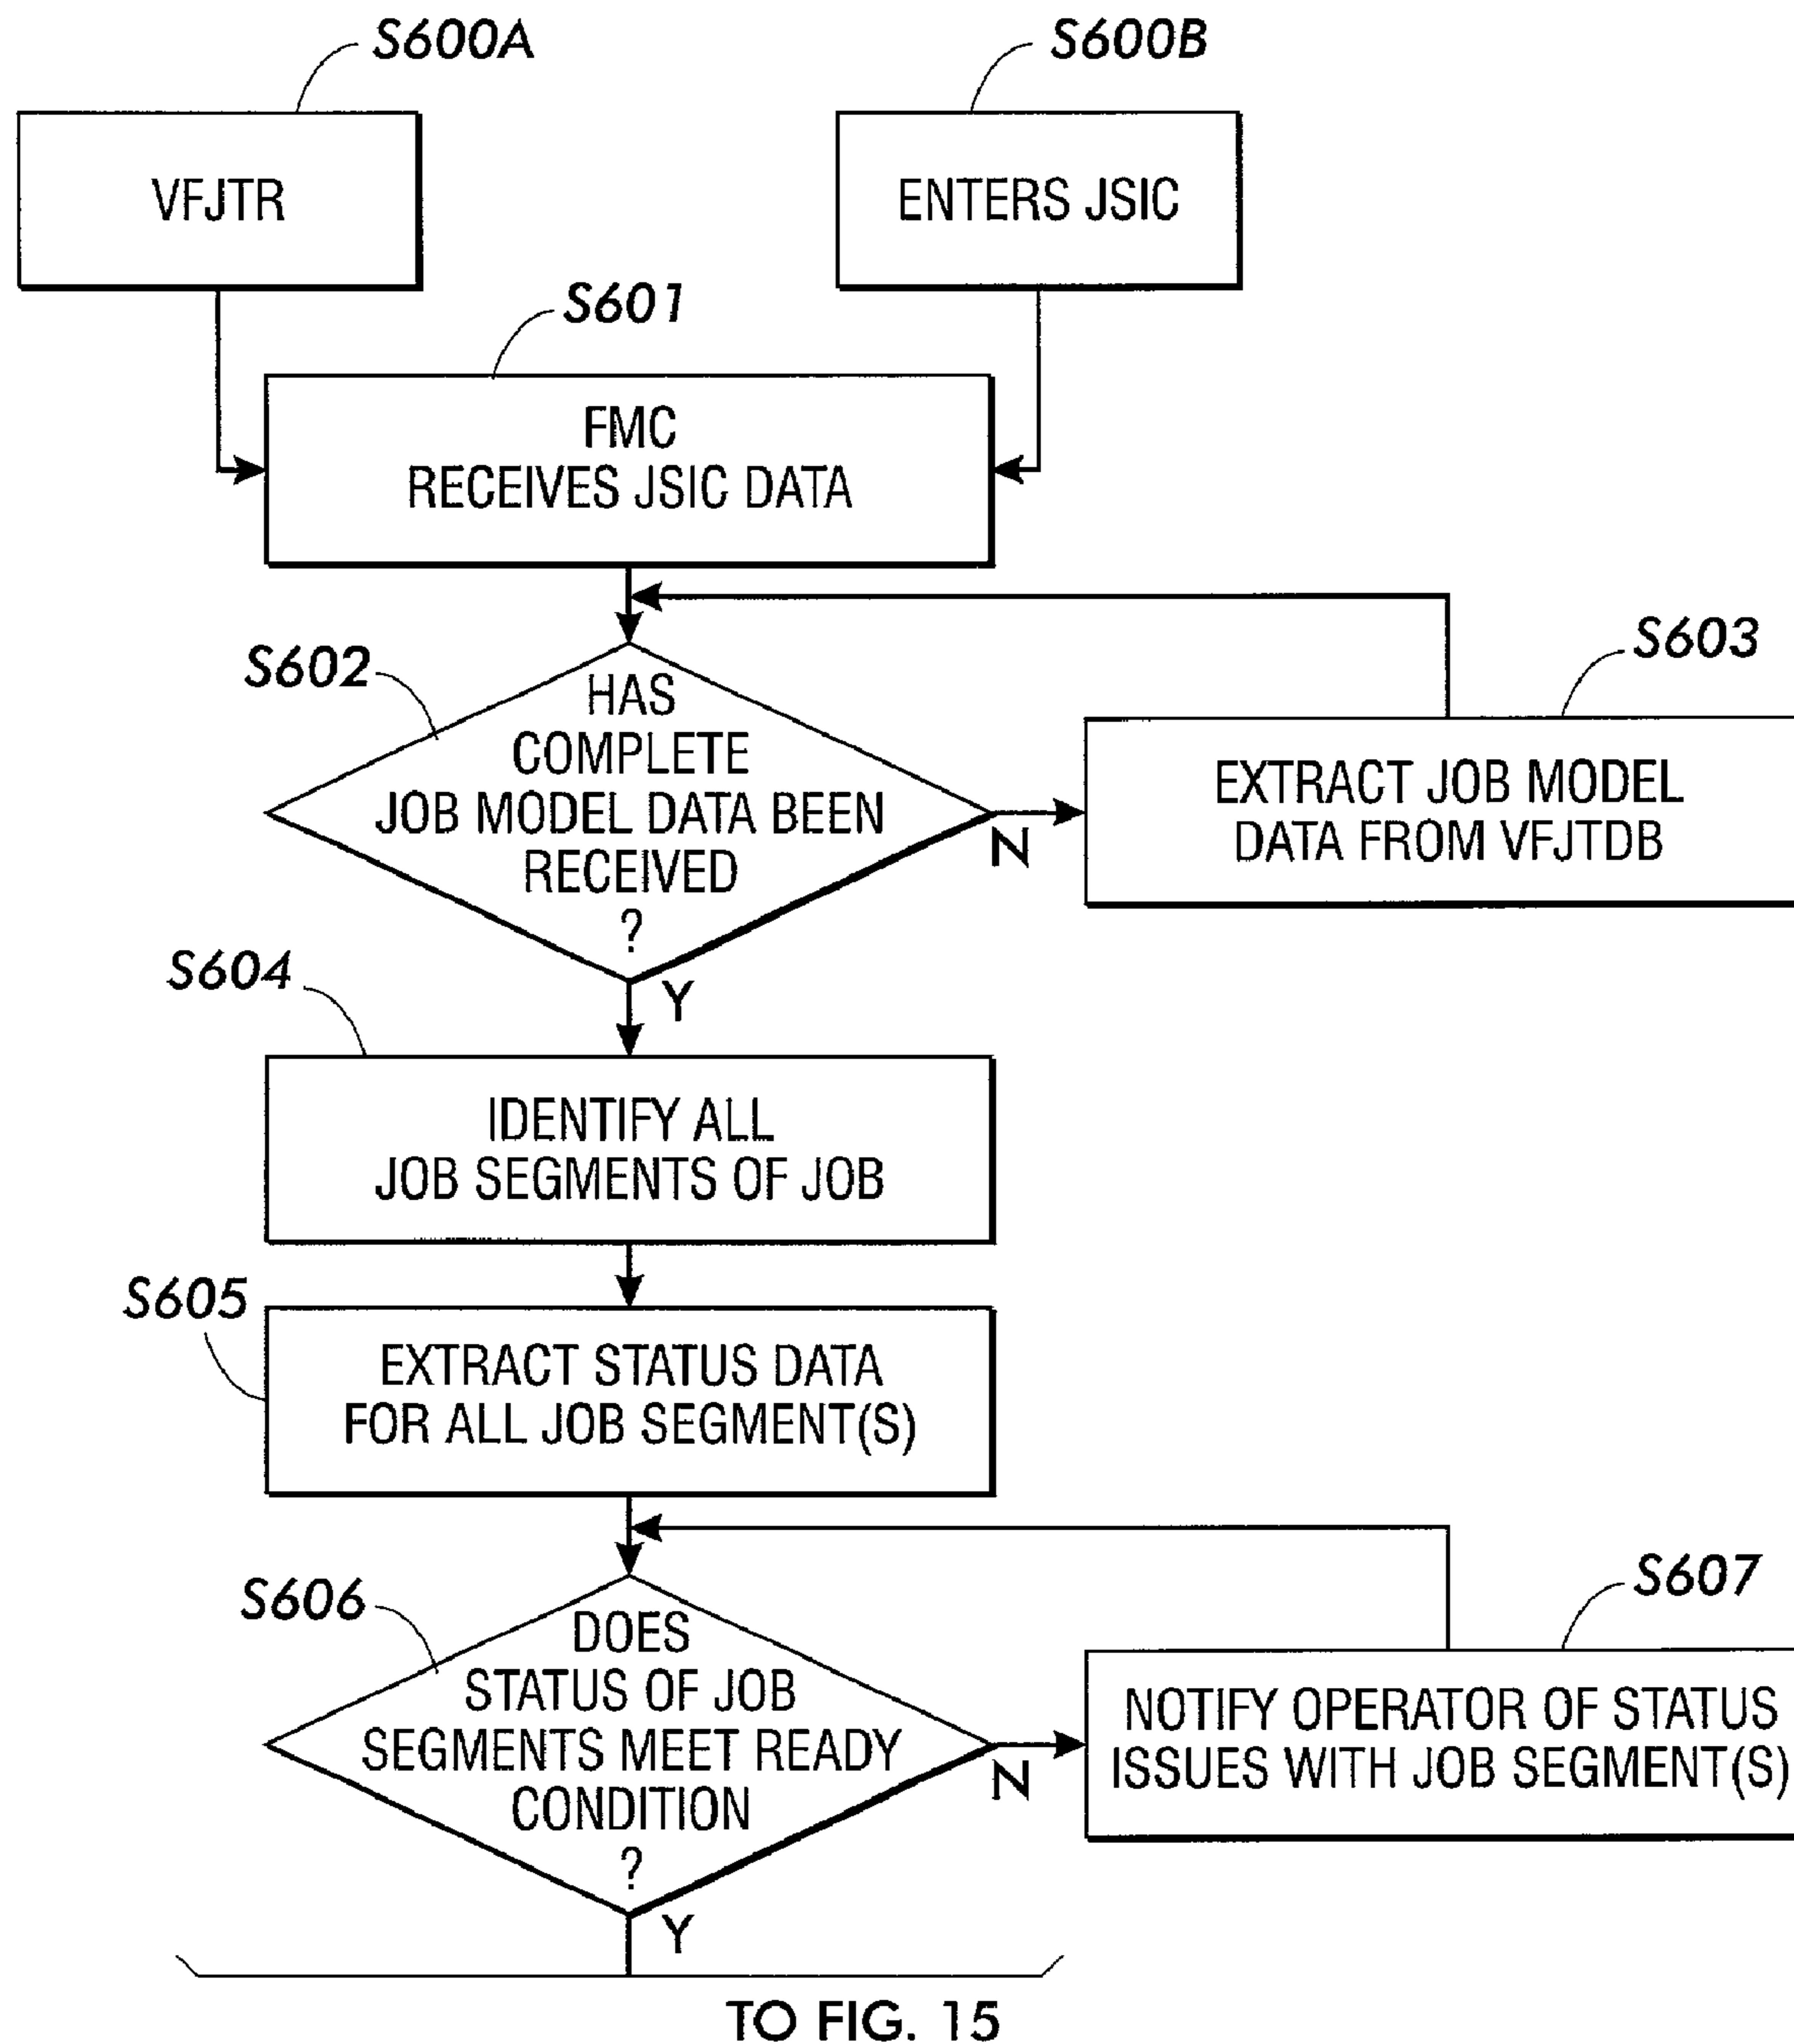 S600A
S600B
VFJTR
ENTERS JSIC
S601
FMC
RECEIVES JSIC DATA
S602
HAS
COMPLETE
JOB MODEL DATA BEEN
RECEIVED
?
N
Y
S603
EXTRACT JOB MODEL
DATA FROM VFJTDB
S604
IDENTIFY ALL
JOB SEGMENTS OF JOB
S605
EXTRACT STATUS DATA
FOR ALL JOB SEGMENT(S)
S606
DOES
STATUS OF JOB
SEGMENTS MEET READY
CONDITION
?
N
Y
S607
NOTIFY OPERATOR OF STATUS
ISSUES WITH JOB SEGMENT(S)
TO FIG. 15